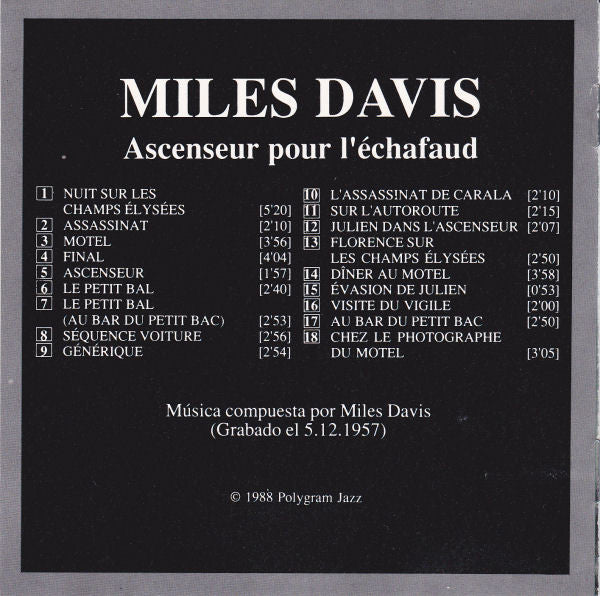 MILES DAVIS
Ascenseur pour l'échafaud
1 NUIT SUR LES
CHAMPS ÉLYSÉES [5'20]
2 ASSASSINAT [2'10]
3 MOTEL [3'56]
4 FINAL [4'04]
5 ASCENSEUR [1'57]
6 LE PETIT BAL [2'40]
7 LE PETIT BAL
(AU BAR DU PETIT BAC) [2'53]
8 SÉQUENCE VOITURE [2'56]
9 GÉNÉRIQUE [2'54]
10 L'ASSASS!NAT DE CARALA [2'10]
11 SUR L'AUTOROUTE [2'15]
12 JULIEN DANS L'ASCENSEUR [2'07]
13 FLORENCE SUR
LES CHAMPS ÉLYSÉES [2'50]
14 DÎNER AU MOTEL [3'58]
15 ÉVASION DE JULIEN [0'53]
16 VISITE DU VIGILE [2'00]
17 AU BAR DU PETIT BAC [2'50]
18 CHEZ LE PHOTOGRAPHE
DU MOTEL [3'05]
Música compuesta por Miles Davis
(Grabado el 5.12.1957)
© 1988 Polygram Jazz